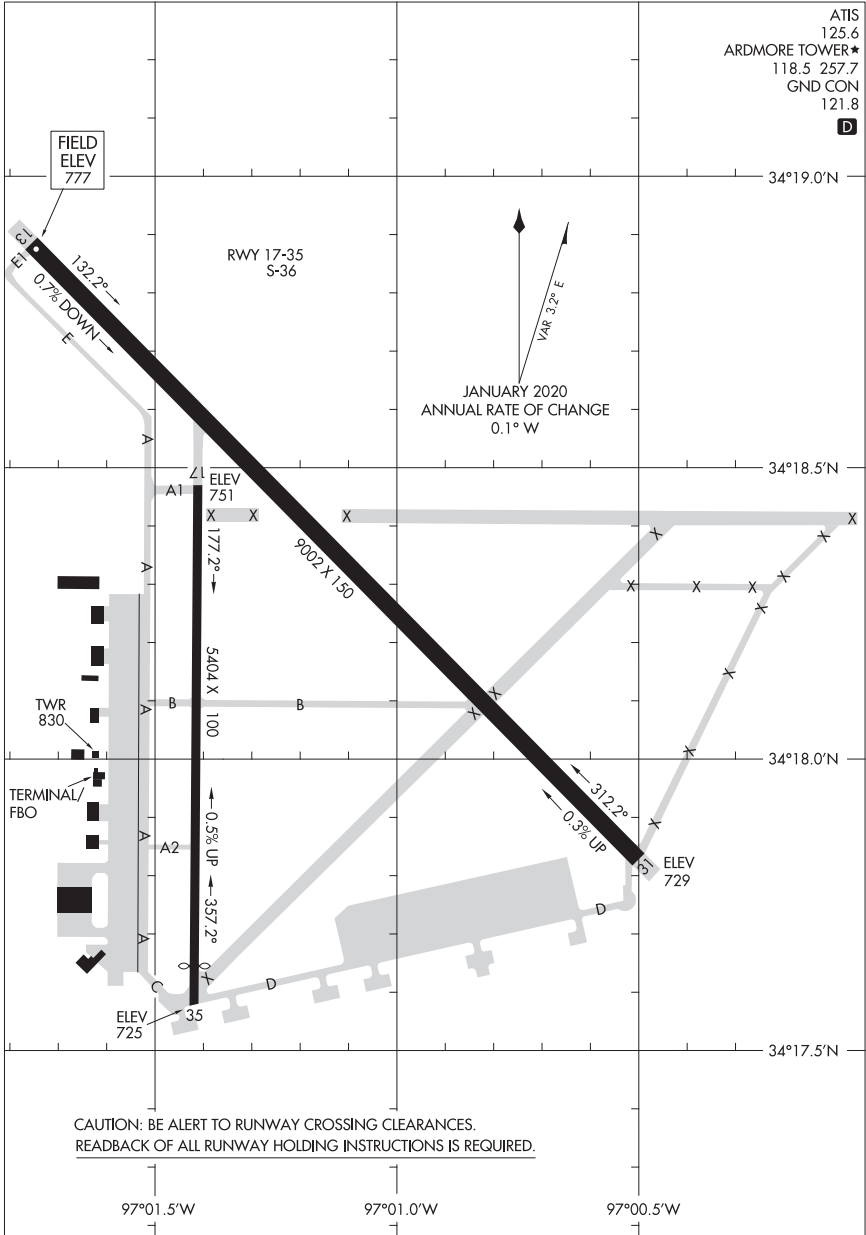 ATIS
125.6
ARDMORE TOWER★
118.5 257.7
GND CON
121.8
D
FIELD
ELEV
777
34°19.0'N
13
E1
132.2°
0.7% DOWN
RWY 17-35
S-36
VAR 3.2° E
E
JANUARY 2020
ANNUAL RATE OF CHANGE
0.1° W
A
34°18.5'N
17
ELEV
751
A1
X
X
X
X
177.2°
9002 X 150
X
X
A
X
X
X
X
X
5404 X 100
X
B
B
X
X
A
TWR
830
X
34°18.0'N
TERMINAL/
FBO
312.2°
0.3% UP
X
A
A2
0.5% UP
31
ELEV
729
357.2°
D
A
X
C
D
ELEV
725
35
34°17.5'N
CAUTION: BE ALERT TO RUNWAY CROSSING CLEARANCES.
READBACK OF ALL RUNWAY HOLDING INSTRUCTIONS IS REQUIRED.
97°01.5'W
97°01.0'W
97°00.5'W